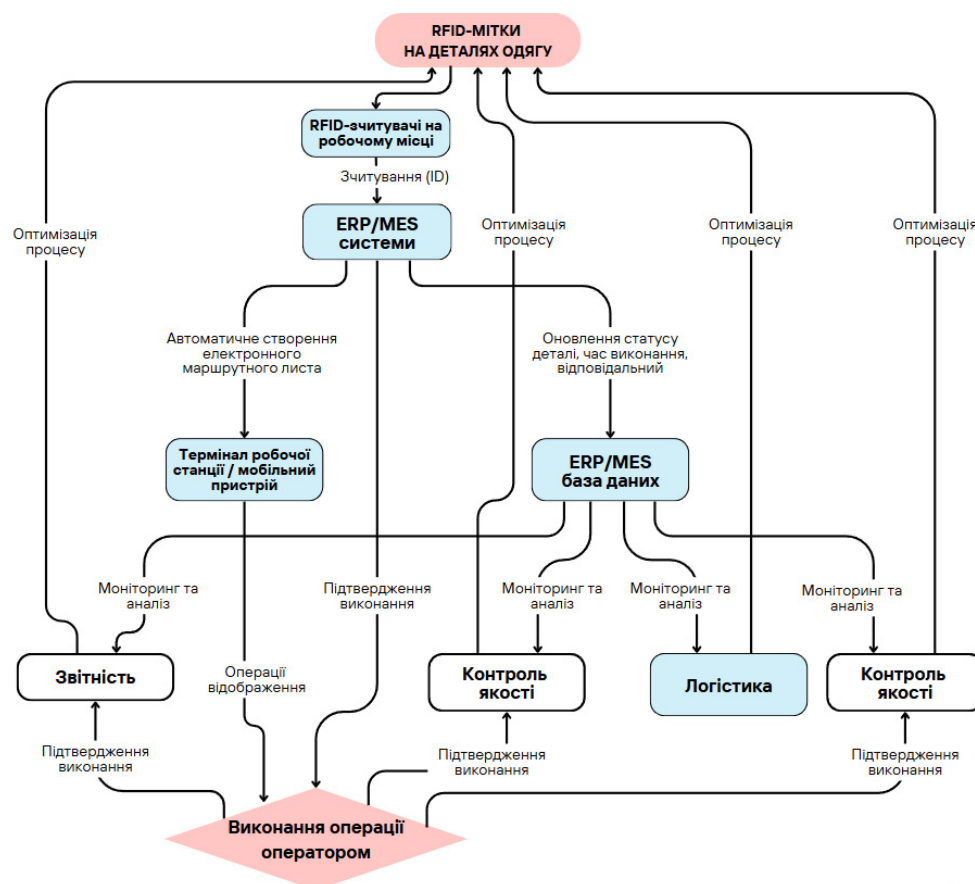 RFID-МІТКИ
НА ДЕТАЛЯХ ОДЯГУ
RFID-зчитувачі на
робочому місці
Зчитування (ID)
ERP/MES
системи
Оптимізація
процесу
Оптимізація
процесу
Оптимізація
процесу
Оптимізація
процесу
Автоматичне створення
електронного
маршрутного листа
Оновлення статусу
деталі, час виконання,
відповідальний
Термінал робочої
станції / мобільний
пристрій
ERP/MES
база даних
Моніторинг та
аналіз
Підтвердження
виконання
Моніторинг та
аналіз
Моніторинг та
аналіз
Моніторинг та
аналіз
Звітність
Операції
відображення
Контроль
якості
Логістика
Контроль
якості
Підтвердження
виконання
Підтвердження
виконання
Підтвердження
виконання
Виконання операції
оператором